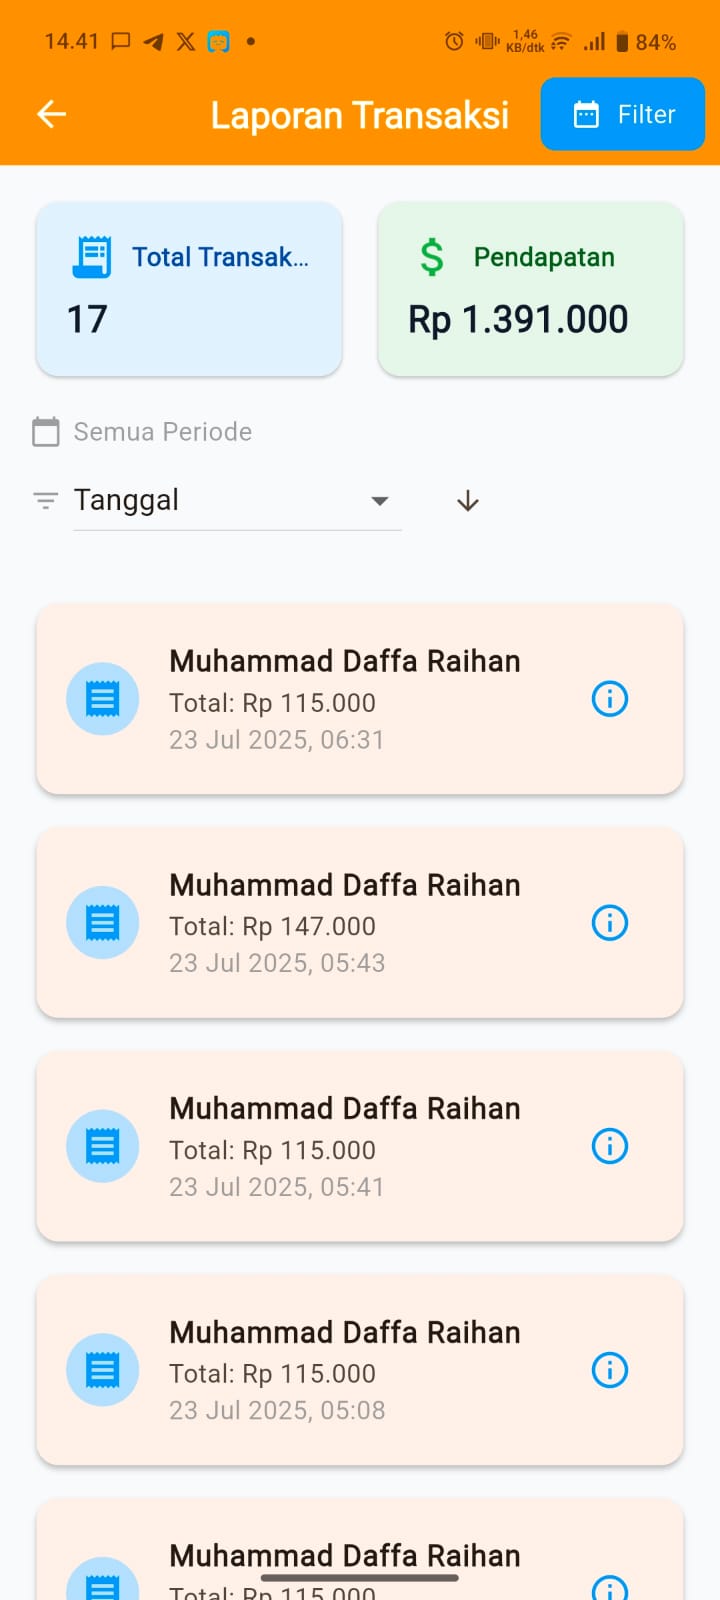 14.41
1,46
KB/dtk
84%
Laporan Transaksi
Filter
Total Transak...
17
Pendapatan
Rp 1.391.000
Semua Periode
Tanggal
Muhammad Daffa Raihan
Total: Rp 115.000
23 Jul 2025, 06:31
Muhammad Daffa Raihan
Total: Rp 147.000
23 Jul 2025, 05:43
Muhammad Daffa Raihan
Total: Rp 115.000
23 Jul 2025, 05:41
Muhammad Daffa Raihan
Total: Rp 115.000
23 Jul 2025, 05:08
Muhammad Daffa Raihan
Total: Rp 115.000